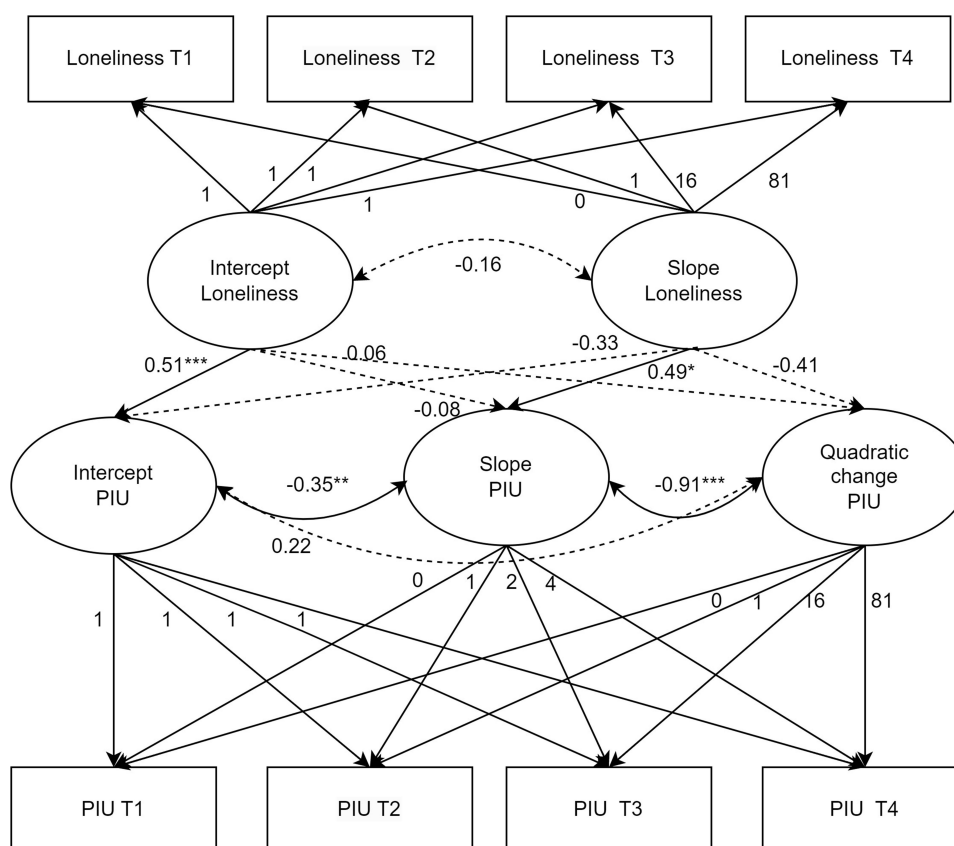 Loneliness T1
Loneliness T2
Loneliness T3
Loneliness T4
1
1
1
1
0
1
16
81
Intercept
Loneliness
-0.16
Slope
Loneliness
0.51***
0.06
-0.33
0.49*
-0.41
-0.08
Intercept
PIU
-0.35**
Slope
PIU
-0.91***
Quadratic
change
PIU
0.22
1
1
1
1
0
1
2
4
0
1
16
81
PIU T1
PIU T2
PIU T3
PIU T4